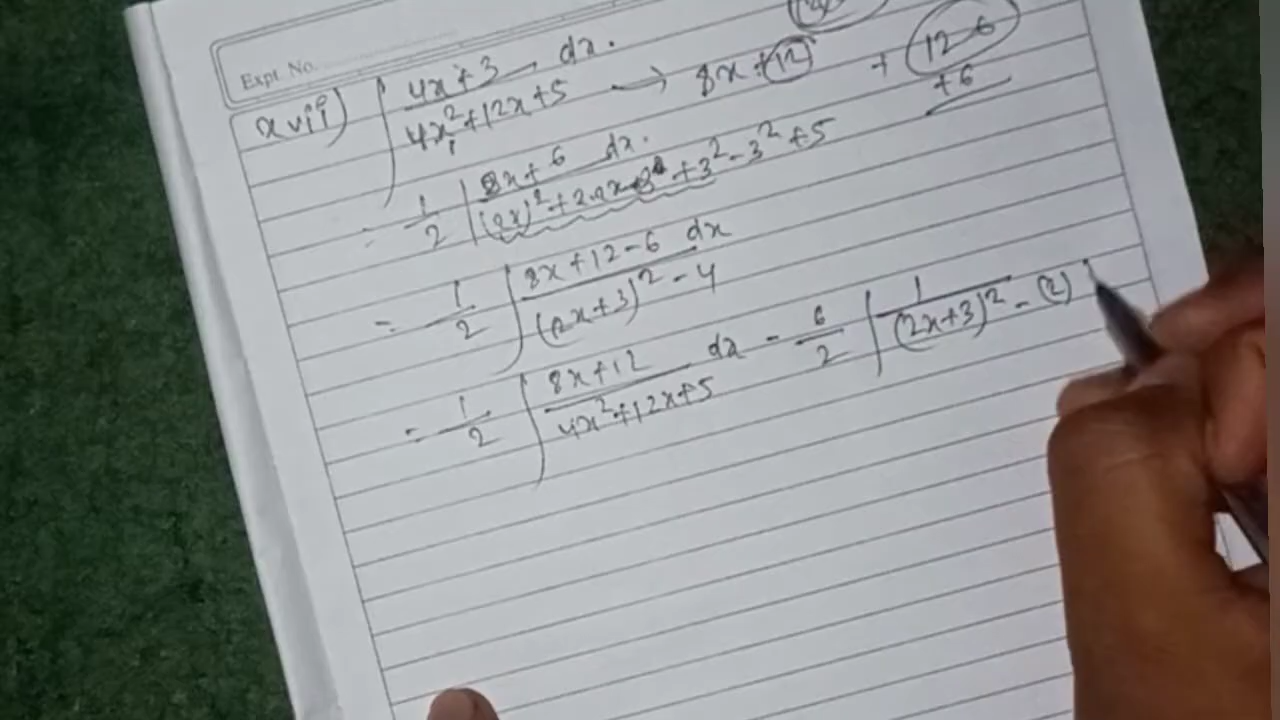 Expt. No.
xvii) ∫ (4x+3)/(4x²+12x+5) dx. → 8x+12 + 12-6
+6
= 1/2 ∫ (8x+6)/((2x)²+2.2x.3+3²-3²+5) dx.
= 1/2 ∫ (8x+12-6)/((2x+3)²-4) dx
= 1/2 ∫ (8x+12)/(4x²+12x+5) dx - 6/2 ∫ 1/((2x+3)²-(2)